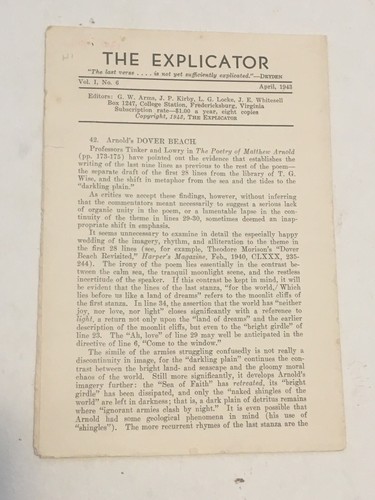 THE EXPLICATOR
"The last verse . . . . is not yet sufficiently explicated."—DRYDEN
Vol. I, No. 6 April, 1943
Editors: G. W. Arms, J. P. Kirby, L. G. Locke, J. E. Whitesell
Box 1247, College Station, Fredericksburg, Virginia
Subscription rate—$1.00 a year, eight copies
Copyright, 1943, THE EXPLICATOR
42. Arnold's DOVER BEACH
Professors Tinker and Lowry in The Poetry of Matthew Arnold
(pp. 173-175) have pointed out the evidence that establishes the
writing of the last nine lines as previous to the rest of the poem—
the separate draft of the first 28 lines from the library of T. G.
Wise, and the shift in metaphor from sea and the tides to the
"darkling plain."
As critics we accept these findings, however, without inferring
that the commentators meant necessarily to suggest a serious lack
of organic unity in the poem, or a lamentable lapse in the con-
tinuity of the theme in lines 29-30, sometimes deemed an inap-
propriate shift in emphasis.
It seems unnecessary to examine in detail the especially happy
wedding of the imagery, rhythm, and alliteration to the theme in
the first 28 lines (see, for example, Theodore Morison's "Dover
Beach Revisited," Harper's Magazine, Feb., 1940, CLXXX, 235-
244). The irony of the poem lies essentially in the contrast be-
tween the calm sea, the tranquil moonlight scene, and the restless
incertitude of the speaker. If this contrast be kept in mind, it will
be evident that the lines of the last stanza, "for the world,/ Which
lies before us like a land of dreams" refers to the moonlit cliffs of
the first stanza. In line 34, the assertion that the world has "neither
joy, nor love, nor light" closes significantly with a reference to
light, a return not only upon the "land of dreams" and the earlier
description of the moonlit cliffs, but even to the "bright girdle" of
line 23. The "Ah, love" of line 29 may well be anticipated in the
directive of line 6, "Come to the window."
The simile of the armies struggling confusedly is not really a
discontinuity in image, for the "darkling plain" continues the con-
trast between the bright land- and seascape and the gloomy moral
chaos of the world. Still more significantly, it develops Arnold's
imagery further: the "Sea of Faith" has retreated, its "bright
girdle" has been dissipated, and only the "naked shingles of the
world" are left in darkness; that is, a dark plain of detritus remains
where "ignorant armies clash by night." It is even possible that
Arnold had some geological phenomena in mind (his use of
"shingles"). The more recurrent rhymes of the last stanza are the